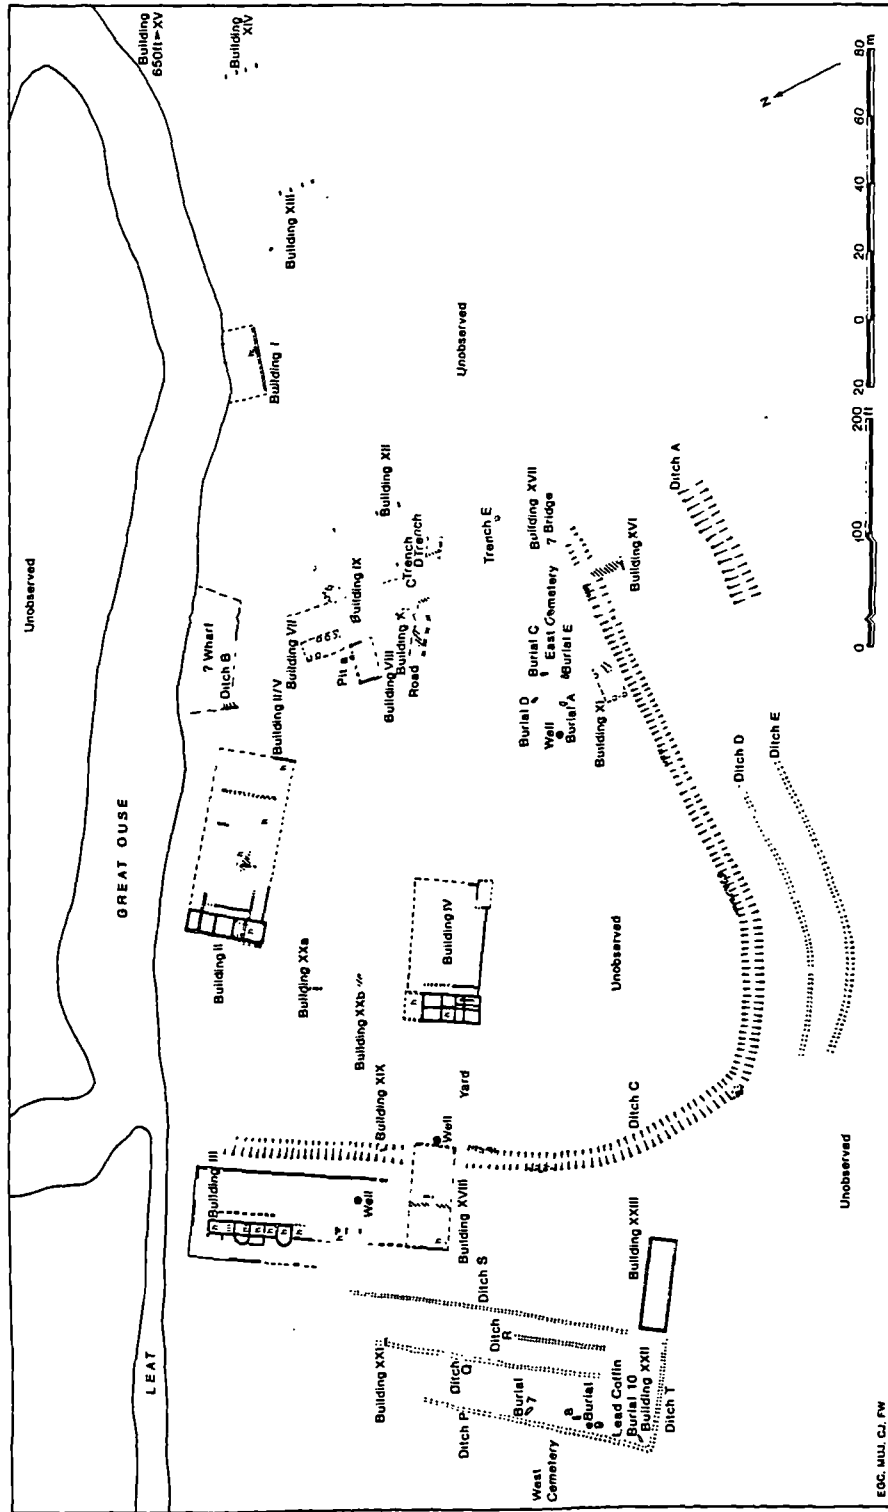 Building
650ft XV
Building
XIV
Building XIII
Building I
Unobserved
Unobserved
GREAT OUSE
LEAT
? Wharf
Ditch B
Building II/V
Building II
Building VII
Building IX
Building XII
Pit a
Building VIII
Building X
Road
Trench
C
Trench
D
Trench E
Building XVII
? Bridge
East Cemetery
Burial C
Burial E
Burial D
Well
Burial A
Building XI
Building XVI
Ditch A
Ditch D
Ditch E
Building XXa
Building XXb
Building IV
Unobserved
Yard
Building XIX
Well
Building III
Well
Building XVIII
Ditch C
Building XXIII
Ditch S
Ditch
R
Building XXI
Ditch
Q
Ditch P
Burial
7
8
Burial
9
Lead Coffin
Burial 10
Building XXII
Ditch T
West
Cemetery
Unobserved
N
20 0 20 40 60 80
m
0 100 200
ft
EGC. MUJ. CJ. FW